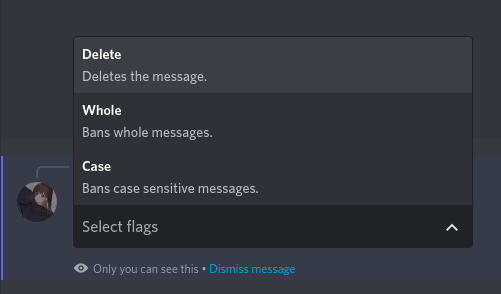 Delete
Deletes the message.
Whole
Bans whole messages.
Case
Bans case sensitive messages.
Select flags
Only you can see this • Dismiss message